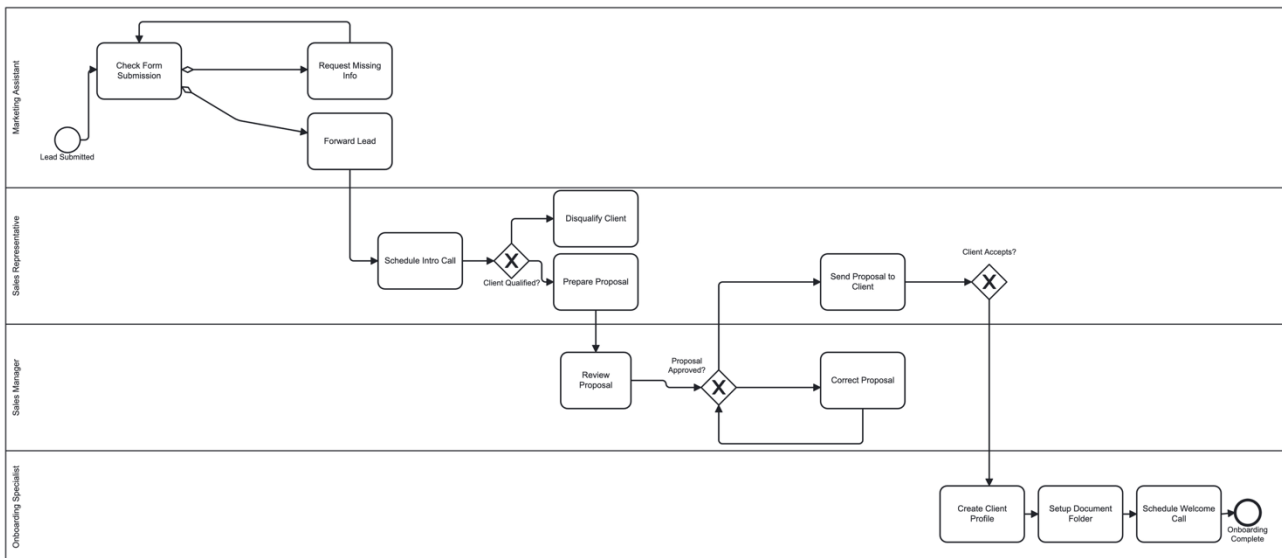 Marketing Assistant
Check Form
Submission
Request Missing
Info
Forward Lead
Lead Submitted
Sales Representative
Disqualify Client
Schedule Intro Call
X
Client Qualified?
Prepare Proposal
Send Proposal to
Client
Client Accepts?
X
Sales Manager
Review
Proposal
Proposal
Approved?
X
Correct Proposal
Onboarding Specialist
Create Client
Profile
Setup Document
Folder
Schedule Welcome
Call
Onboarding
Complete